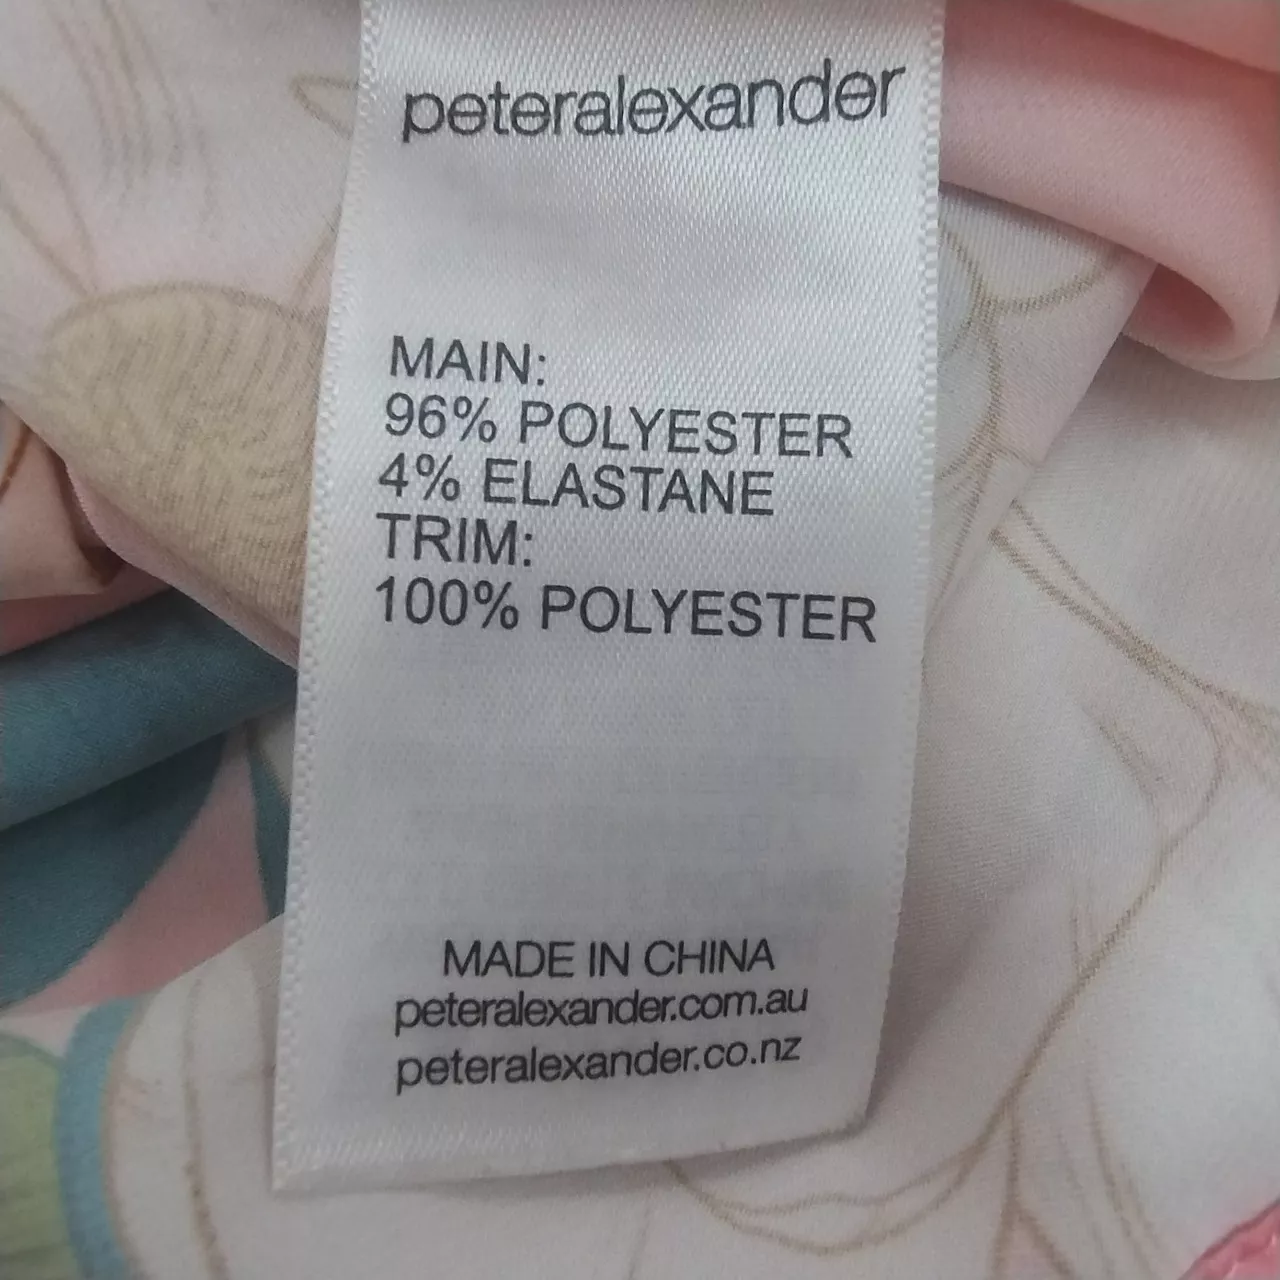 peteralexander
MAIN:
96% POLYESTER
4% ELASTANE
TRIM:
100% POLYESTER
MADE IN CHINA
peteralexander.com.au
peteralexander.co.nz